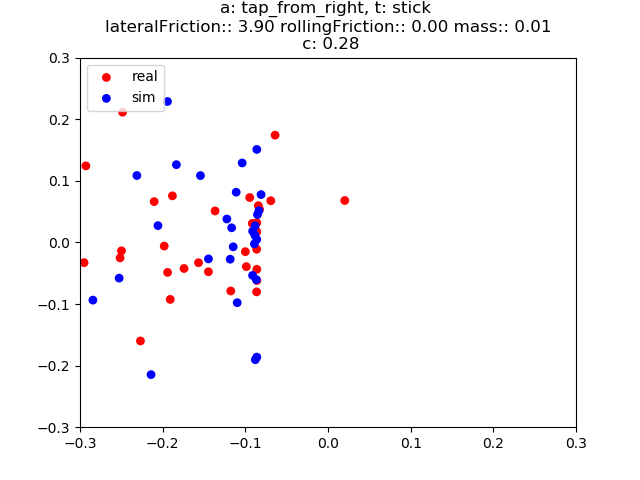 a: tap_from_right, t: stick
lateralFriction:: 3.90 rollingFriction:: 0.00 mass:: 0.01
c: 0.28
real
sim
0.3
0.2
0.1
0.0
−0.1
−0.2
−0.3
−0.3 −0.2 −0.1 0.0 0.1 0.2 0.3